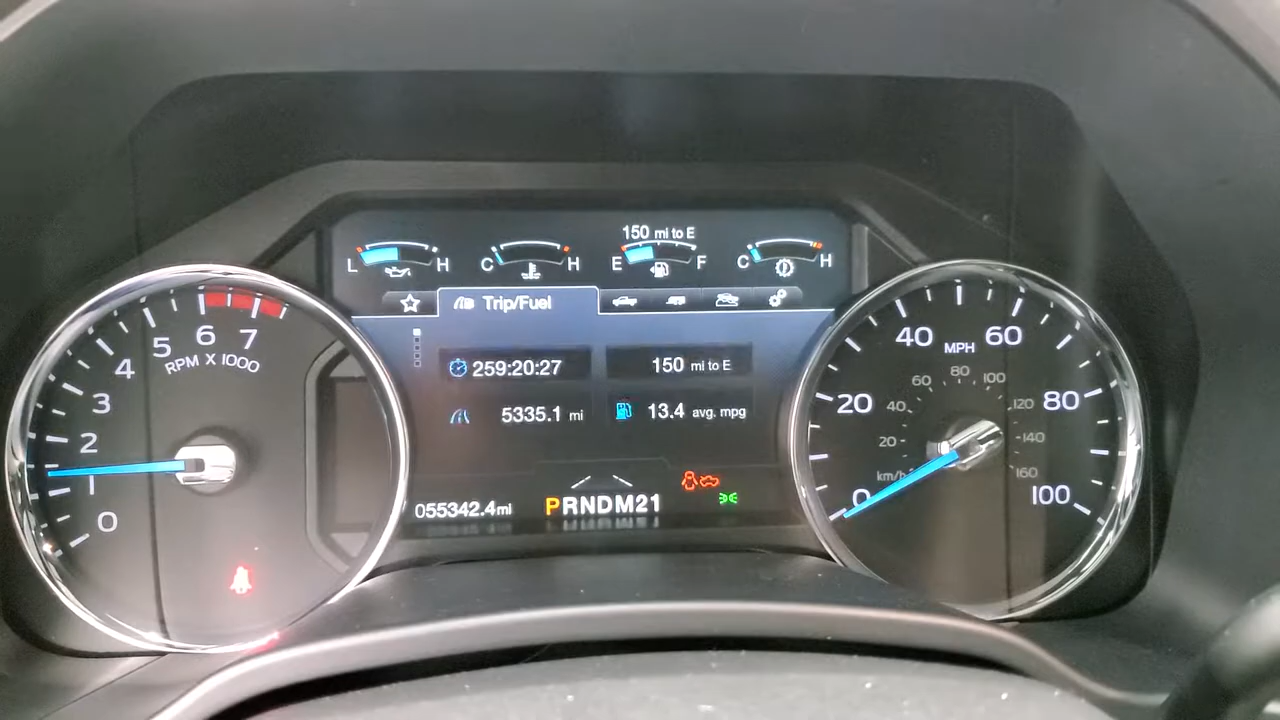 150 mi to E
L H C H E F C H
Trip/Fuel
259:20:27 150 mi to E
5335.1 mi 13.4 avg. mpg
055342.4mi PRNDM21
0 1 2 3 4 5 6 7
RPM X 1000
0 20 40 60 80 100
MPH
20 40 60 80 100 120 140 160
km/h